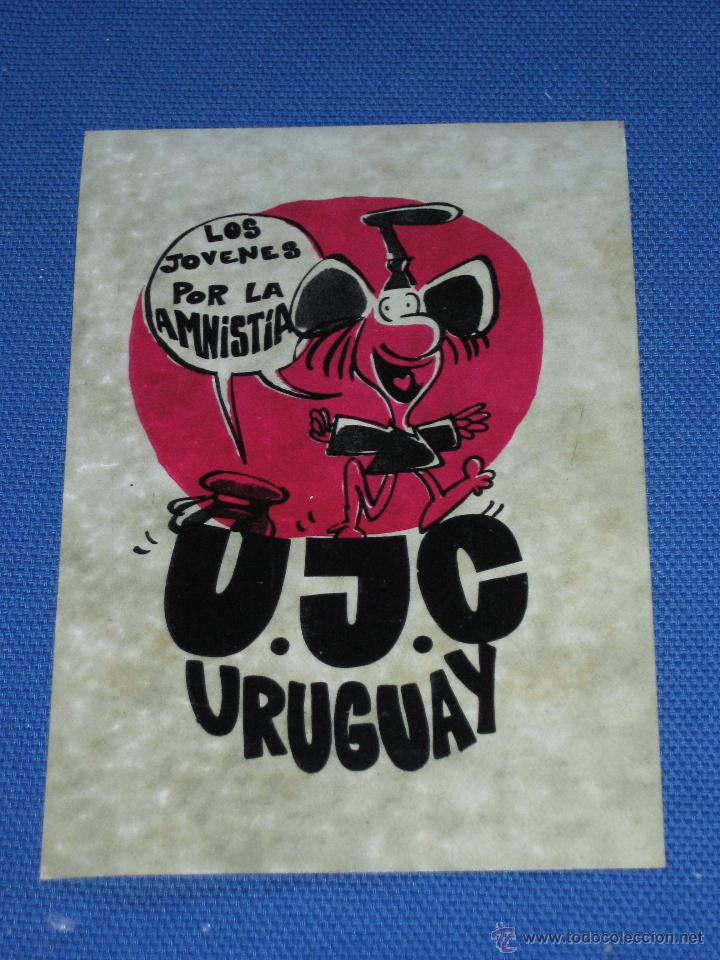 LOS
JOVENES
POR LA
AMNiSTiA
U.J.C
URUGUAY
www.todocoleccion.net